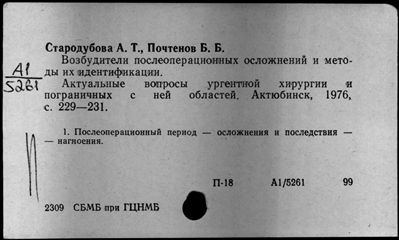 Стародубова А. Т., Почтенов Б. Б.
Возбудители послеоперационных осложнений и мето-
ды их идентификации.
А1
5261
Актуальные вопросы ургентной хирургии и
пограничных с ней областей. Актюбинск, 1976,
с. 229—231.
1. Послеоперационный период — осложнения и последствия —
— нагноения.
П-18 А1/5261 99
2309 СБМБ при ГЦНМБ